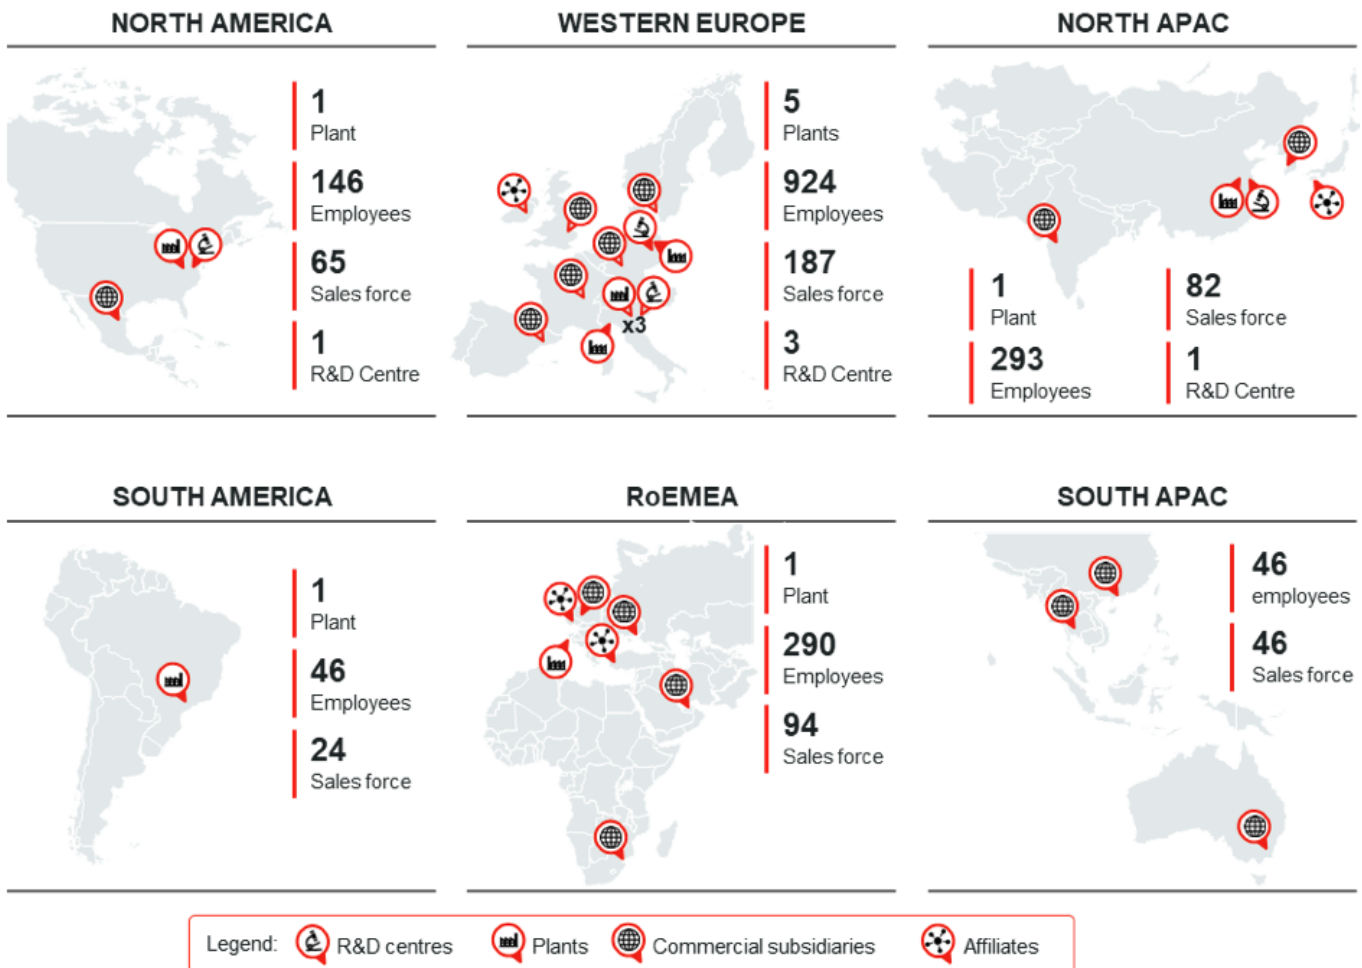 NORTH AMERICA
1
Plant
146
Employees
65
Sales force
1
R&D Centre
WESTERN EUROPE
x3
5
Plants
924
Employees
187
Sales force
3
R&D Centre
NORTH APAC
1
Plant
293
Employees
82
Sales force
1
R&D Centre
SOUTH AMERICA
1
Plant
46
Employees
24
Sales force
RoEMEA
1
Plant
290
Employees
94
Sales force
SOUTH APAC
46
employees
46
Sales force
Legend: R&D centres Plants Commercial subsidiaries Affiliates